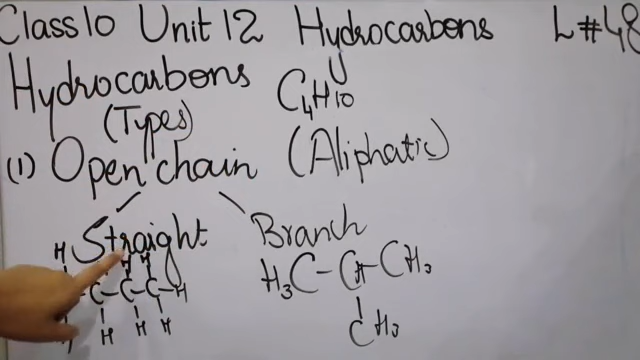 Class10 Unit 12 Hydrocarbons L#48
Hydrocarbons
C4H10
(Types)
(1) Open chain (Aliphatic)
Straight Branch
H
H H
C-C-C-H
H H H
H3C-CH-CH3
CH3